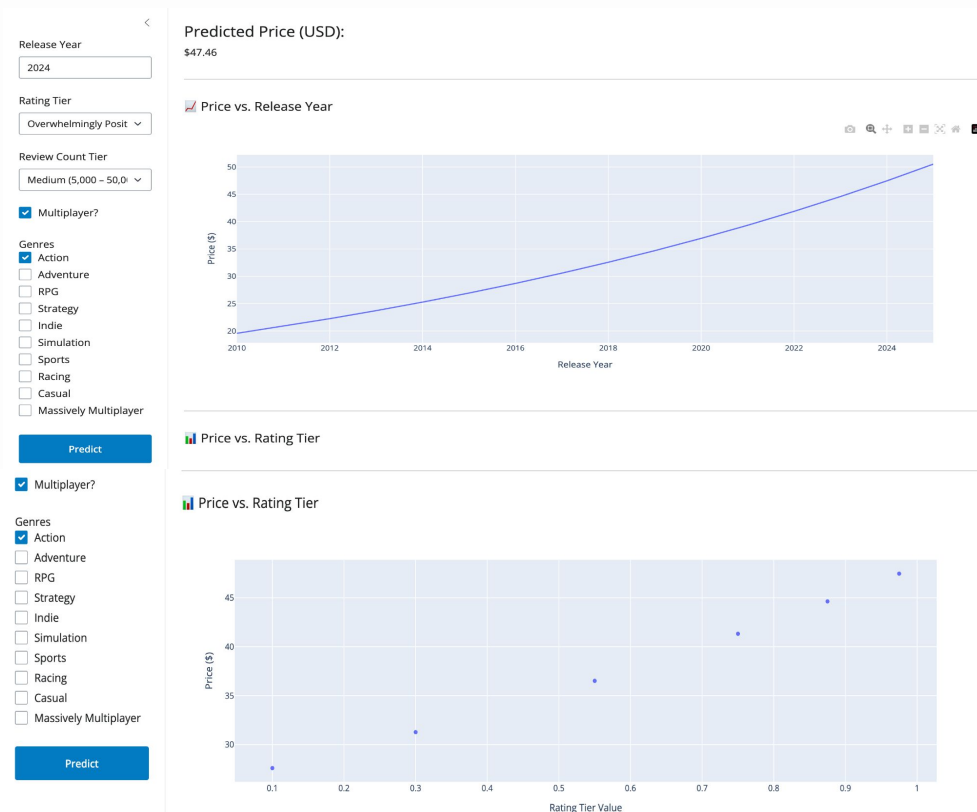 Release Year
2024
Rating Tier
Overwhelmingly Posit
Review Count Tier
Medium (5,000 – 50,0
Multiplayer?
Genres
Action
Adventure
RPG
Strategy
Indie
Simulation
Sports
Racing
Casual
Massively Multiplayer
Predict
Predicted Price (USD):
$47.46
Price vs. Release Year
50
45
40
35
30
25
20
Price ($)
2010 2012 2014 2016 2018 2020 2022 2024
Release Year
Price vs. Rating Tier
Multiplayer?
Genres
Action
Adventure
RPG
Strategy
Indie
Simulation
Sports
Racing
Casual
Massively Multiplayer
Predict
Price vs. Rating Tier
45
40
35
30
Price ($)
0.1 0.2 0.3 0.4 0.5 0.6 0.7 0.8 0.9 1
Rating Tier Value